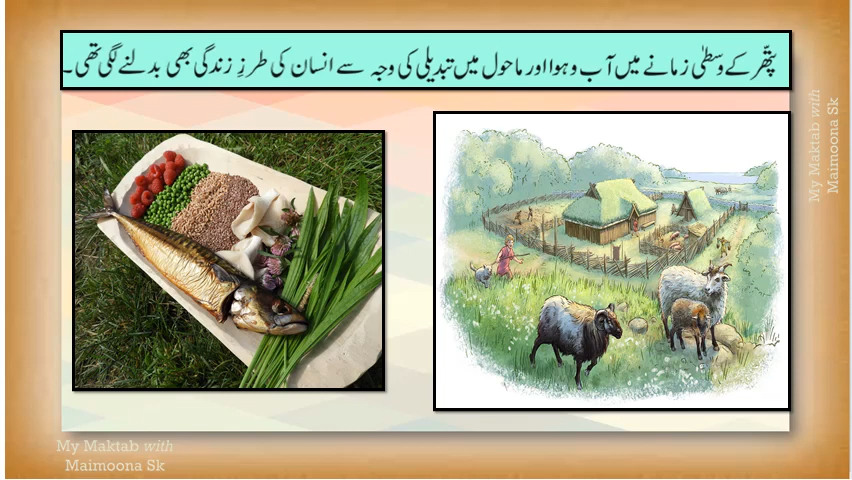 پتھّر کے وسطیٰ زمانے میں آب و ہوا اور ماحول میں تبدیلی کی وجہ سے انسان کی طرزِ زندگی بھی بدلنے لگی تھی۔
My Maktab with
Maimoona Sk
My Maktab with
Maimoona Sk